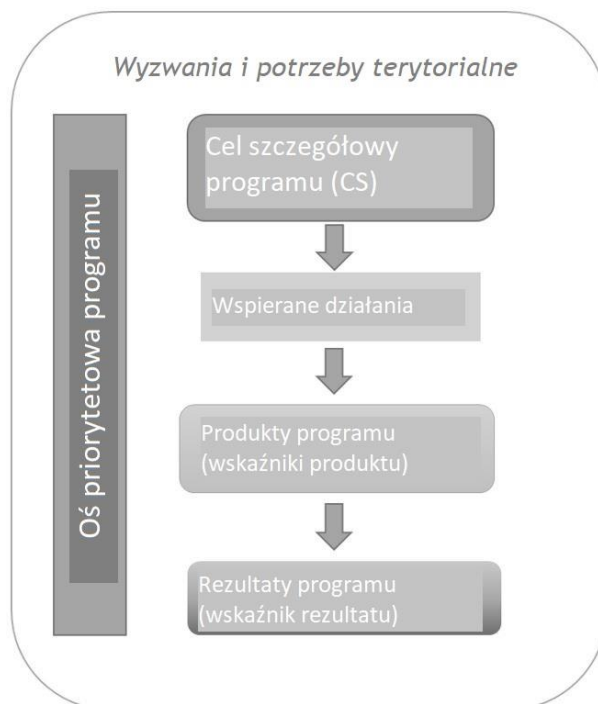 Wyzwania i potrzeby terytorialne
Oś priorytetowa programu
Cel szczegółowy
programu (CS)
Wspierane działania
Produkty programu
(wskaźniki produktu)
Rezultaty programu
(wskaźnik rezultatu)